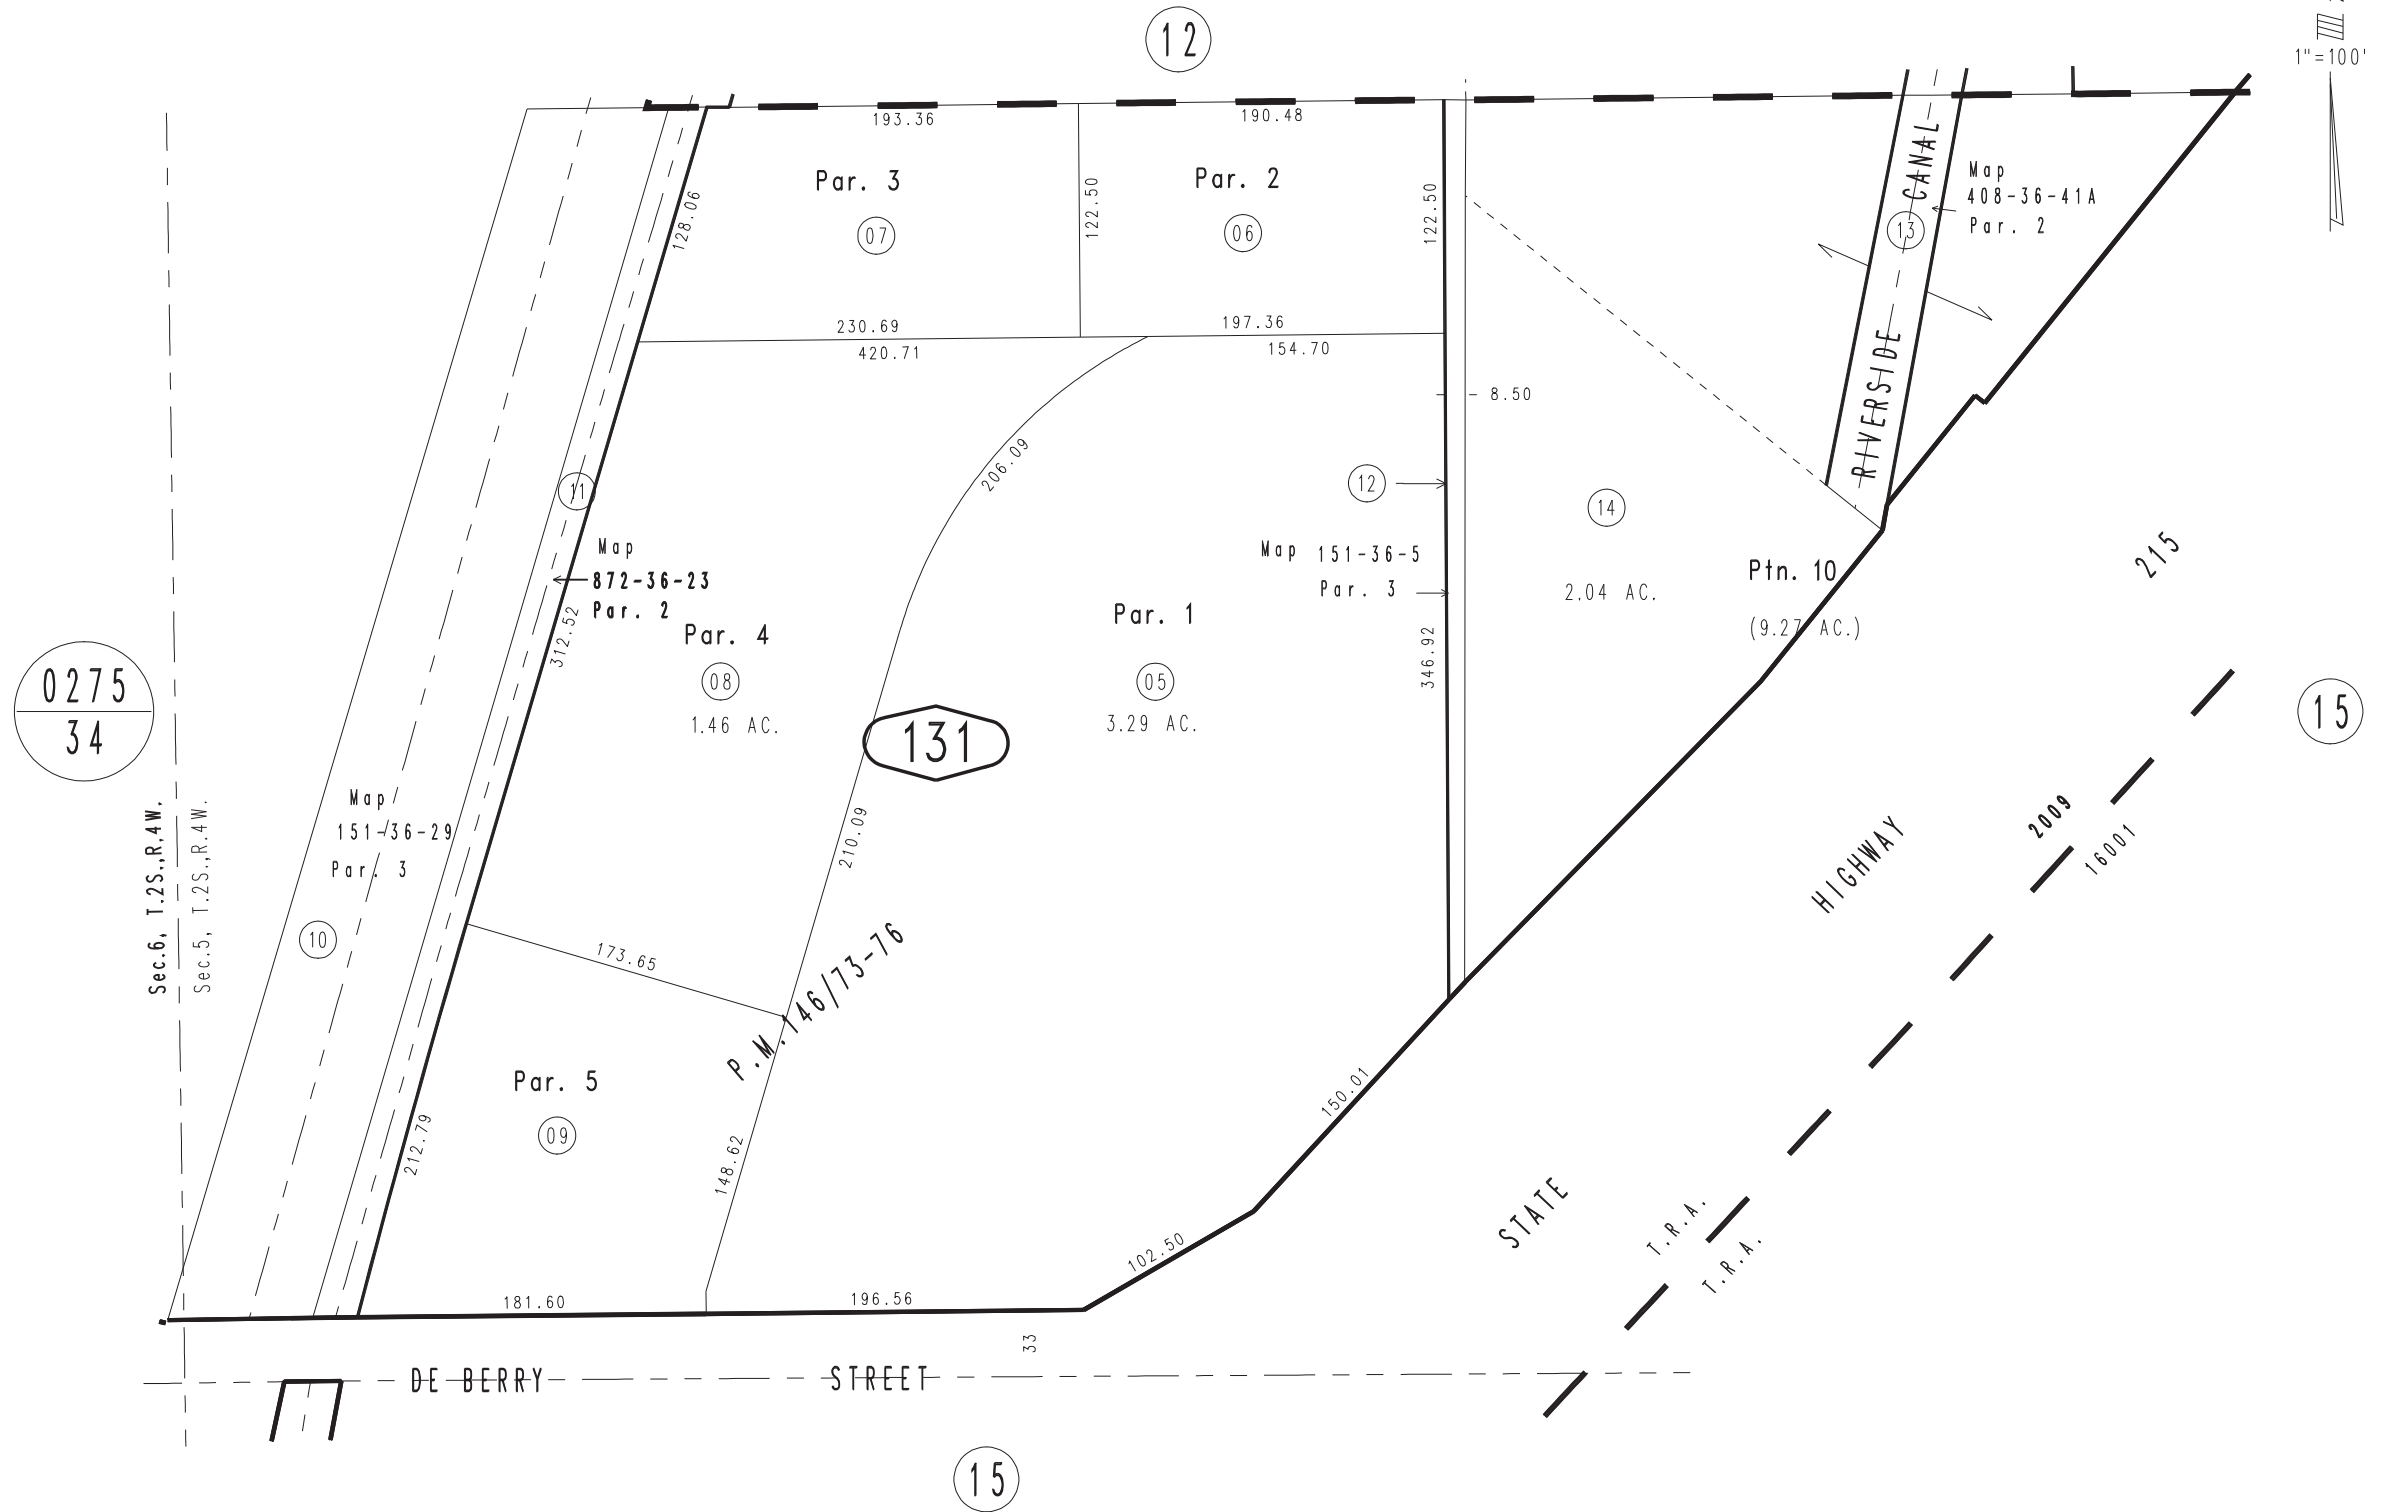 12
1"=100'
193.36
190.48
Par. 3
07
Par. 2
06
128.06
122.50
122.50
CANAL
RIVERSIDE
13
Map
408-36-41A
Par. 2
230.69
197.36
420.71
154.70
8.50
206.09
11
12
14
Map
872-36-23
Par. 2
312.52
Map 151-36-5
Par. 3
2.04 AC.
Ptn. 10
(9.27 AC.)
215
Par. 4
08
1.46 AC.
Par. 1
05
3.29 AC.
346.92
131
0275
34
15
Map
151-36-29
Par. 3
10
Sec.6, T.2S.,R.4W.
Sec.5, T.2S.,R.4W.
210.09
2009
16001
HIGHWAY
173.65
P.M.146/73-76
Par. 5
09
212.79
148.62
150.01
102.50
STATE
T.R.A.
T.R.A.
181.60
196.56
33
DE BERRY STREET
15